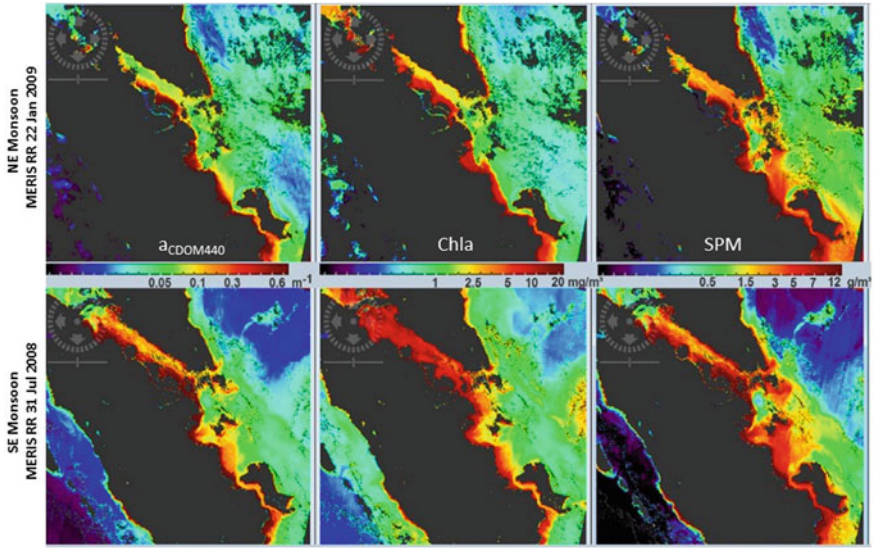 NE Monsoon
MERIS RR 22 Jan 2009
aCDOM440
Chla
SPM
0.05 0.1 0.3 0.6 m-1
1 2.5 5 10 20 mg/m³
0.5 1.5 3 5 7 12 g/m³
SE Monsoon
MERIS RR 31 Jul 2008